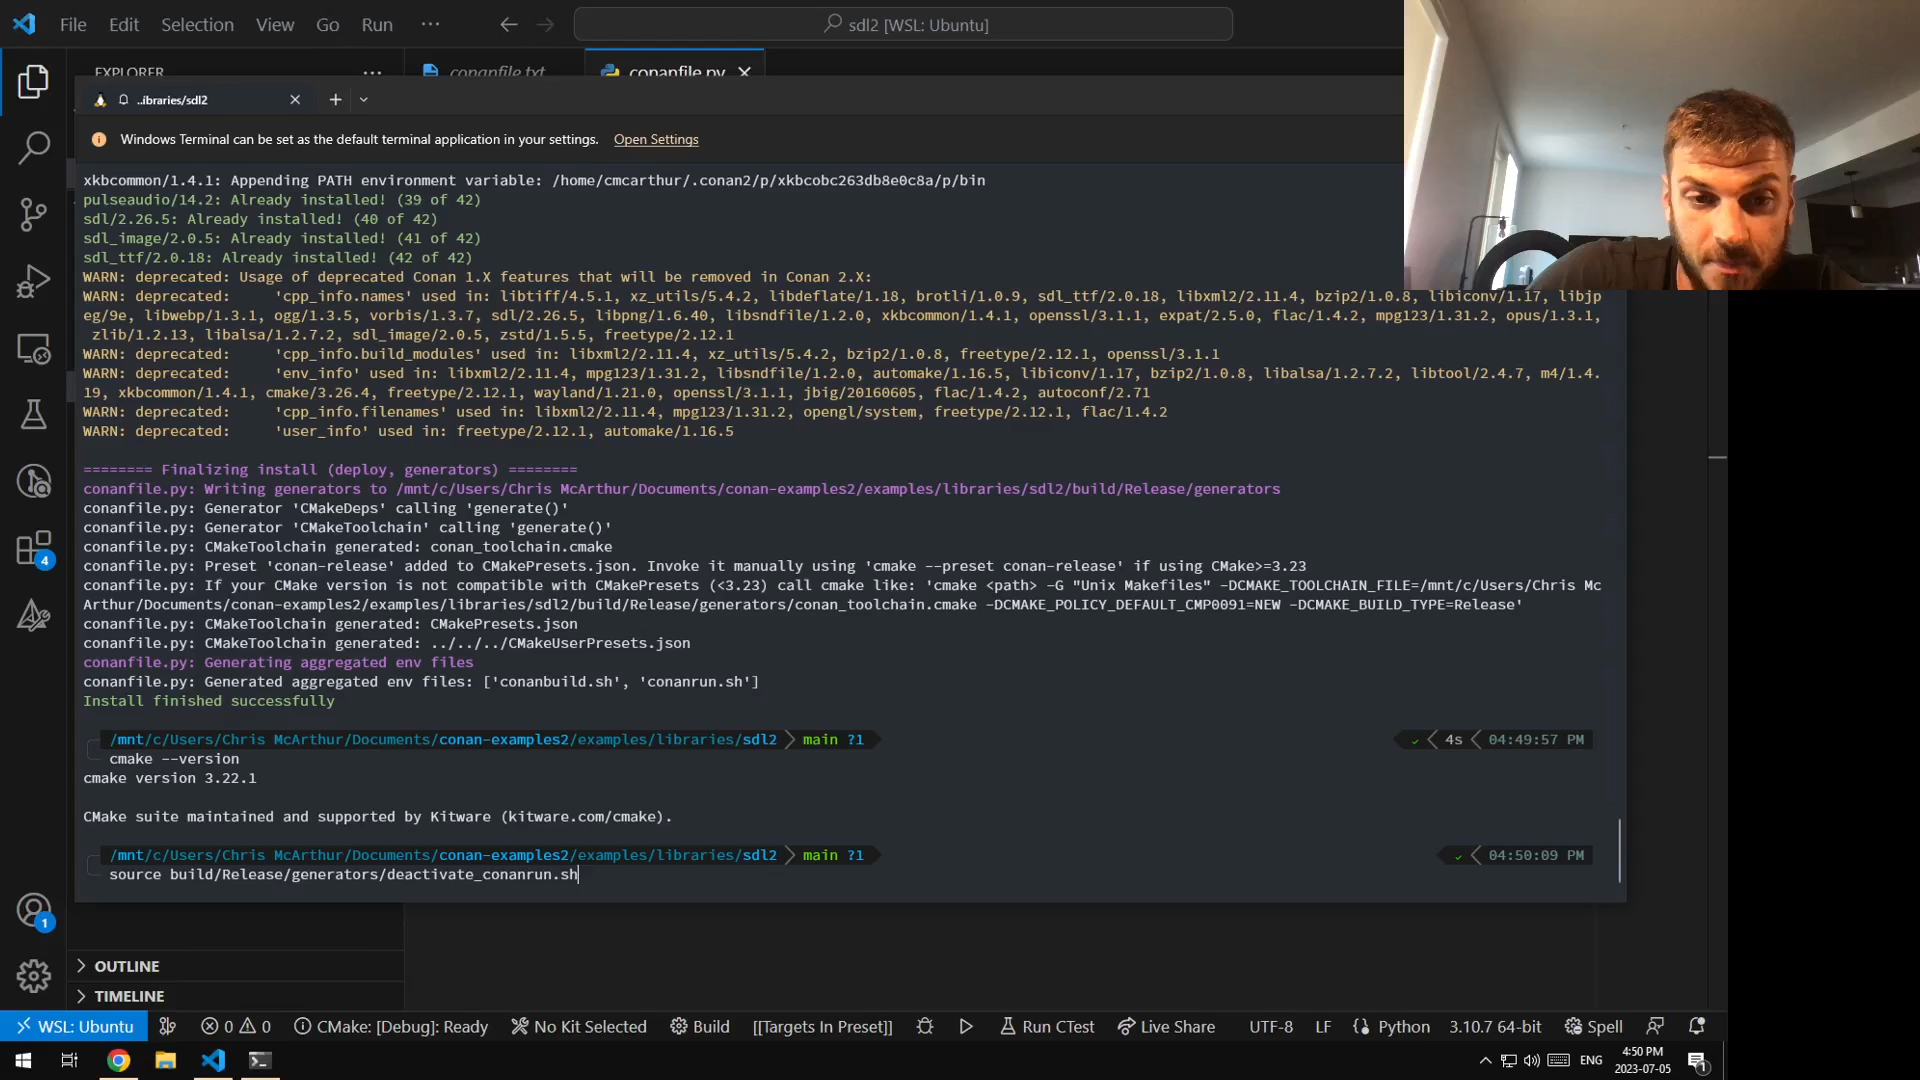 File Edit Selection View Go Run ···
sdl2 [WSL: Ubuntu]
EXPLORER ··· conanfile.txt conanfile.py
..ibraries/sdl2
Windows Terminal can be set as the default terminal application in your settings. Open Settings
xkbcommon/1.4.1: Appending PATH environment variable: /home/cmcarthur/.conan2/p/xkbcobc263db8e0c8a/p/bin
pulseaudio/14.2: Already installed! (39 of 42)
sdl/2.26.5: Already installed! (40 of 42)
sdl_image/2.0.5: Already installed! (41 of 42)
sdl_ttf/2.0.18: Already installed! (42 of 42)
WARN: deprecated: Usage of deprecated Conan 1.X features that will be removed in Conan 2.X:
WARN: deprecated:     'cpp_info.names' used in: libtiff/4.5.1, xz_utils/5.4.2, libdeflate/1.18, brotli/1.0.9, sdl_ttf/2.0.18, libxml2/2.11.4, bzip2/1.0.8, libiconv/1.17, libjp
eg/9e, libwebp/1.3.1, ogg/1.3.5, vorbis/1.3.7, sdl/2.26.5, libpng/1.6.40, libsndfile/1.2.0, xkbcommon/1.4.1, openssl/3.1.1, expat/2.5.0, flac/1.4.2, mpg123/1.31.2, opus/1.3.1,
zlib/1.2.13, libalsa/1.2.7.2, sdl_image/2.0.5, zstd/1.5.5, freetype/2.12.1
WARN: deprecated:     'cpp_info.build_modules' used in: libxml2/2.11.4, xz_utils/5.4.2, bzip2/1.0.8, freetype/2.12.1, openssl/3.1.1
WARN: deprecated:     'env_info' used in: libxml2/2.11.4, mpg123/1.31.2, libsndfile/1.2.0, automake/1.16.5, libiconv/1.17, bzip2/1.0.8, libalsa/1.2.7.2, libtool/2.4.7, m4/1.4.
19, xkbcommon/1.4.1, cmake/3.26.4, freetype/2.12.1, wayland/1.21.0, openssl/3.1.1, jbig/20160605, flac/1.4.2, autoconf/2.71
WARN: deprecated:     'cpp_info.filenames' used in: libxml2/2.11.4, mpg123/1.31.2, opengl/system, freetype/2.12.1, flac/1.4.2
WARN: deprecated:     'user_info' used in: freetype/2.12.1, automake/1.16.5
======== Finalizing install (deploy, generators) ========
conanfile.py: Writing generators to /mnt/c/Users/Chris McArthur/Documents/conan-examples2/examples/libraries/sdl2/build/Release/generators
conanfile.py: Generator 'CMakeDeps' calling 'generate()'
conanfile.py: Generator 'CMakeToolchain' calling 'generate()'
conanfile.py: CMakeToolchain generated: conan_toolchain.cmake
conanfile.py: Preset 'conan-release' added to CMakePresets.json. Invoke it manually using 'cmake --preset conan-release' if using CMake>=3.23
conanfile.py: If your CMake version is not compatible with CMakePresets (<3.23) call cmake like: 'cmake <path> -G "Unix Makefiles" -DCMAKE_TOOLCHAIN_FILE=/mnt/c/Users/Chris Mc
Arthur/Documents/conan-examples2/examples/libraries/sdl2/build/Release/generators/conan_toolchain.cmake -DCMAKE_POLICY_DEFAULT_CMP0091=NEW -DCMAKE_BUILD_TYPE=Release'
conanfile.py: CMakeToolchain generated: CMakePresets.json
conanfile.py: CMakeToolchain generated: ../../../CMakeUserPresets.json
conanfile.py: Generating aggregated env files
conanfile.py: Generated aggregated env files: ['conanbuild.sh', 'conanrun.sh']
Install finished successfully
/mnt/c/Users/Chris McArthur/Documents/conan-examples2/examples/libraries/sdl2 main ?1 4s 04:49:57 PM
cmake --version
cmake version 3.22.1
CMake suite maintained and supported by Kitware (kitware.com/cmake).
/mnt/c/Users/Chris McArthur/Documents/conan-examples2/examples/libraries/sdl2 main ?1 04:50:09 PM
source build/Release/generators/deactivate_conanrun.sh
4
1
OUTLINE
TIMELINE
WSL: Ubuntu 0 0 CMake: [Debug]: Ready No Kit Selected Build [[Targets In Preset]] Run CTest Live Share UTF-8 LF Python 3.10.7 64-bit Spell
ENG 4:50 PM
2023-07-05 1